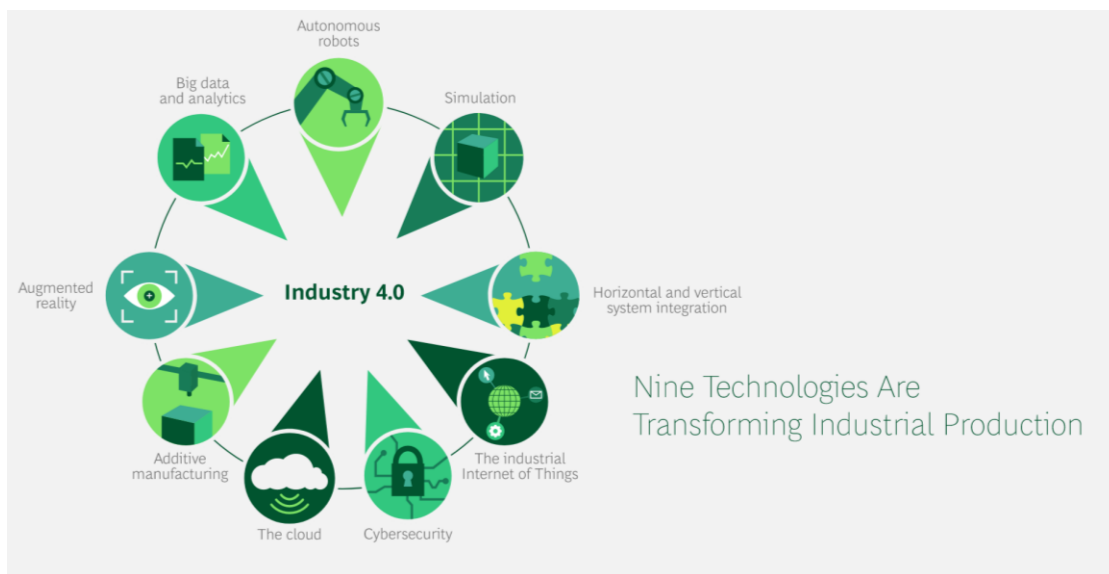 Autonomous
robots
Big data
and analytics
Simulation
Augmented
reality
Industry 4.0
Horizontal and vertical
system integration
Nine Technologies Are
Transforming Industrial Production
Additive
manufacturing
The industrial
Internet of Things
The cloud
Cybersecurity